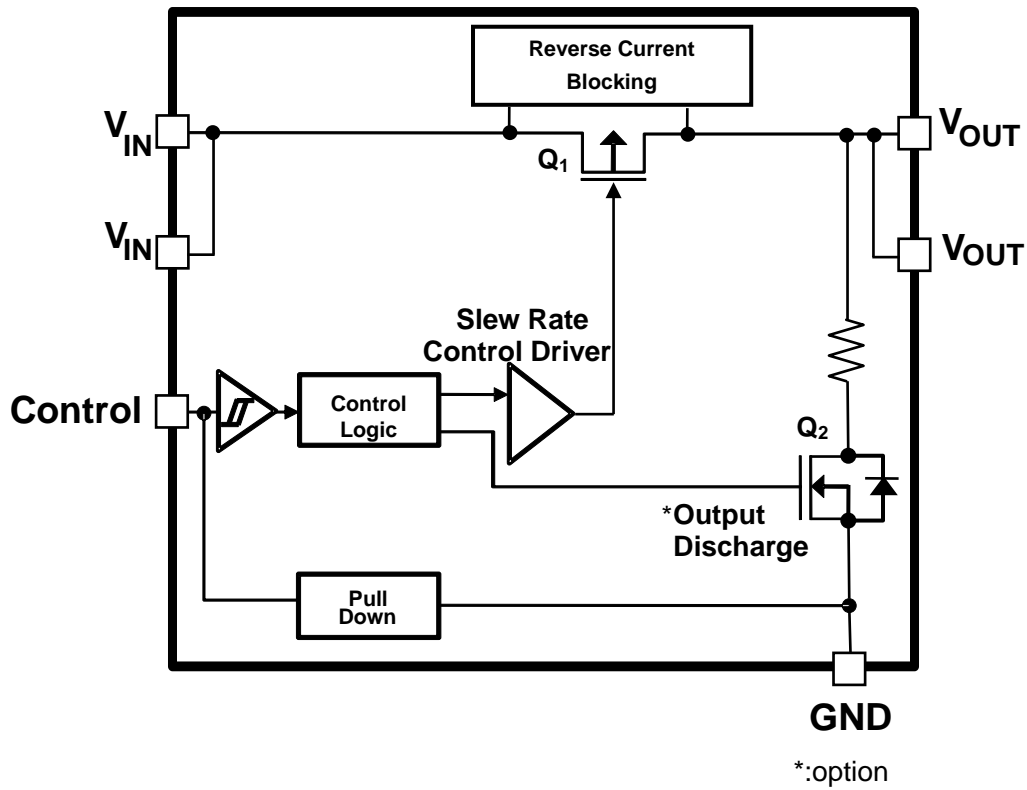 Reverse Current
Blocking
VIN
Q1
VOUT
VIN
VOUT
Slew Rate
Control Driver
Control
Control
Logic
Q2
*Output
Discharge
Pull
Down
GND
*:option